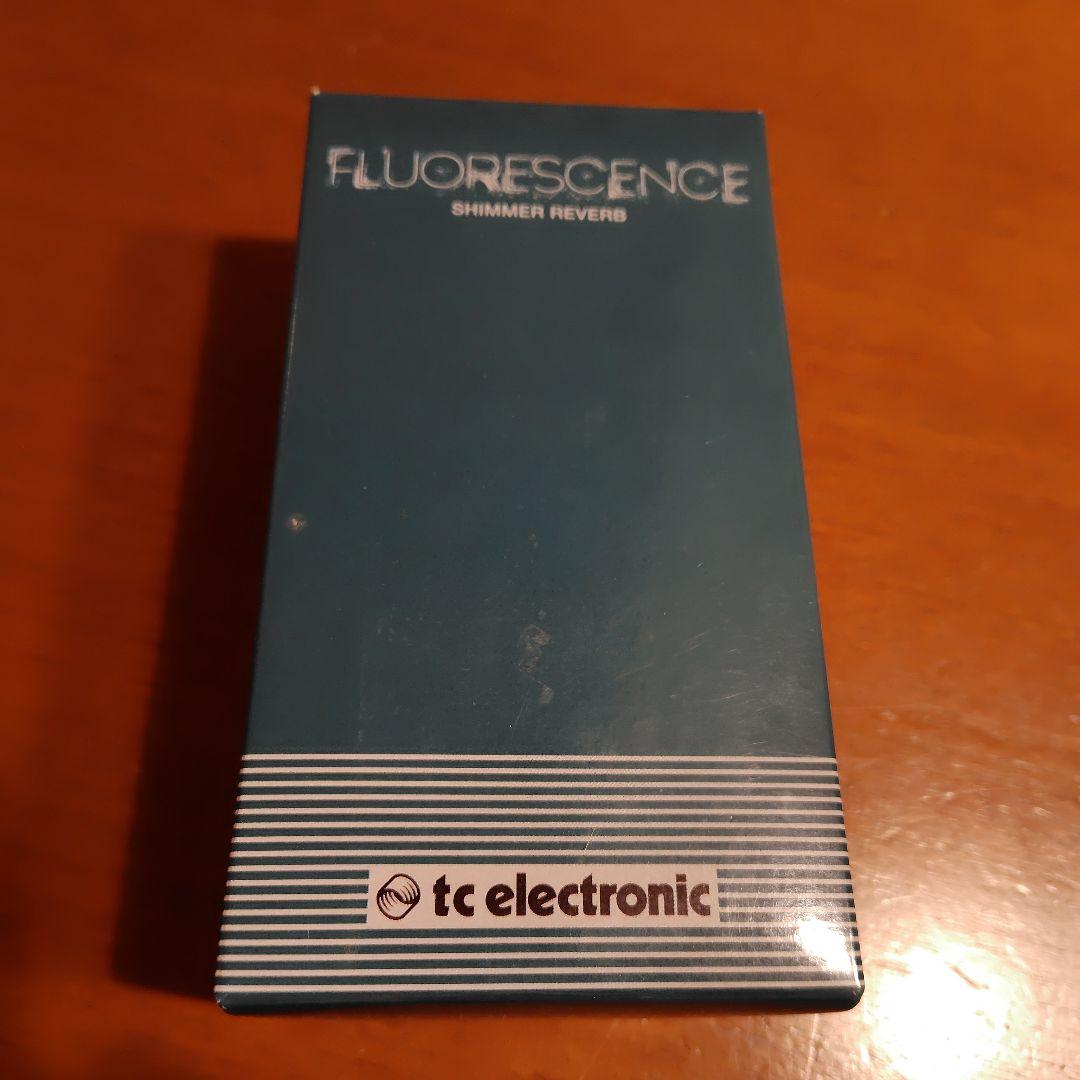 FLUORESCENCE
SHIMMER REVERB
tc electronic